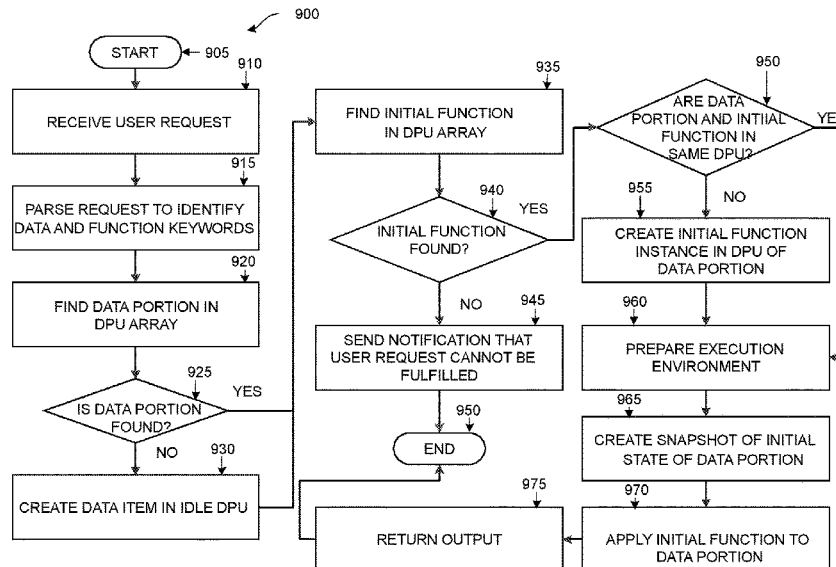 900
START
905
910
RECEIVE USER REQUEST
915
PARSE REQUEST TO IDENTIFY
DATA AND FUNCTION KEYWORDS
920
FIND DATA PORTION IN
DPU ARRAY
925
YES
IS DATA PORTION
FOUND?
NO
930
CREATE DATA ITEM IN IDLE DPU
935
FIND INITIAL FUNCTION
IN DPU ARRAY
940
YES
INITIAL FUNCTION
FOUND?
NO
945
SEND NOTIFICATION THAT
USER REQUEST CANNOT BE
FULFILLED
950
END
975
RETURN OUTPUT
950
ARE DATA
PORTION AND INTIIAL
FUNCTION IN
SAME DPU?
YE
NO
955
CREATE INITIAL FUNCTION
INSTANCE IN DPU OF
DATA PORTION
960
PREPARE EXECUTION
ENVIRONMENT
965
CREATE SNAPSHOT OF INITIAL
STATE OF DATA PORTION
970
APPLY INITIAL FUNCTION TO
DATA PORTION